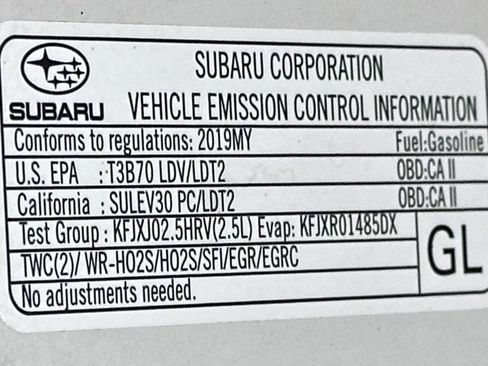 SUBARU CORPORATION
SUBARU VEHICLE EMISSION CONTROL INFORMATION
Conforms to regulations: 2019MY Fuel:Gasoline
U.S. EPA : T3B70 LDV/LDT2 OBD:CA II
California : SULEV30 PC/LDT2 OBD:CA II
Test Group : KFJXJ02.5HRV(2.5L) Evap: KFJXR01485DX
TWC(2)/ WR-HO2S/HO2S/SFI/EGR/EGRC GL
No adjustments needed.